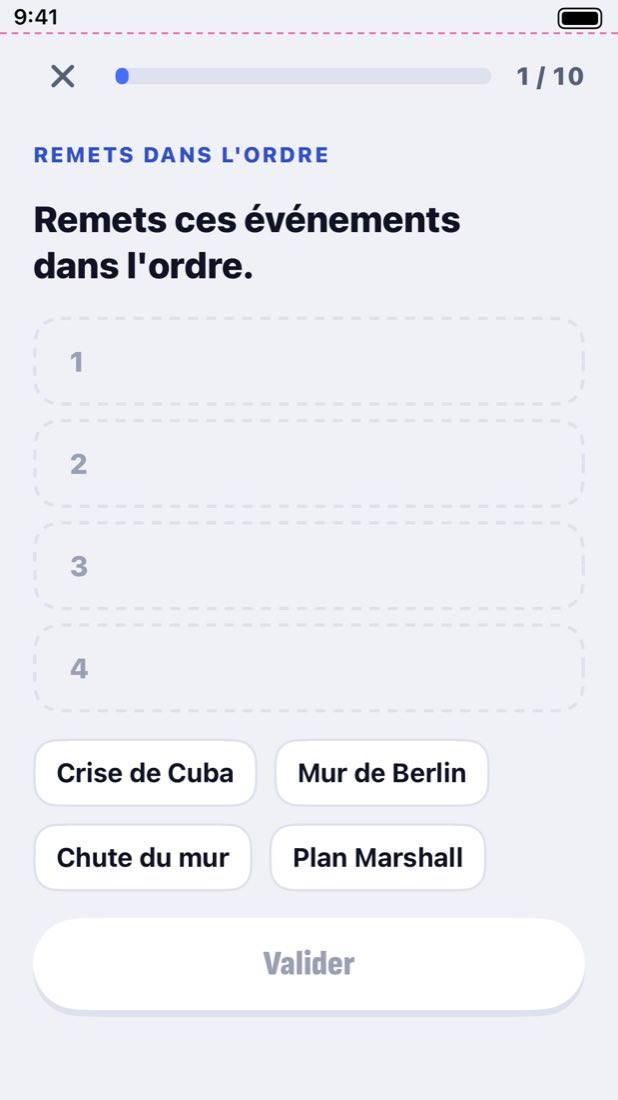 9:41
1 / 10
REMETS DANS L'ORDRE
Remets ces événements
dans l'ordre.
1
2
3
4
Crise de Cuba
Mur de Berlin
Chute du mur
Plan Marshall
Valider